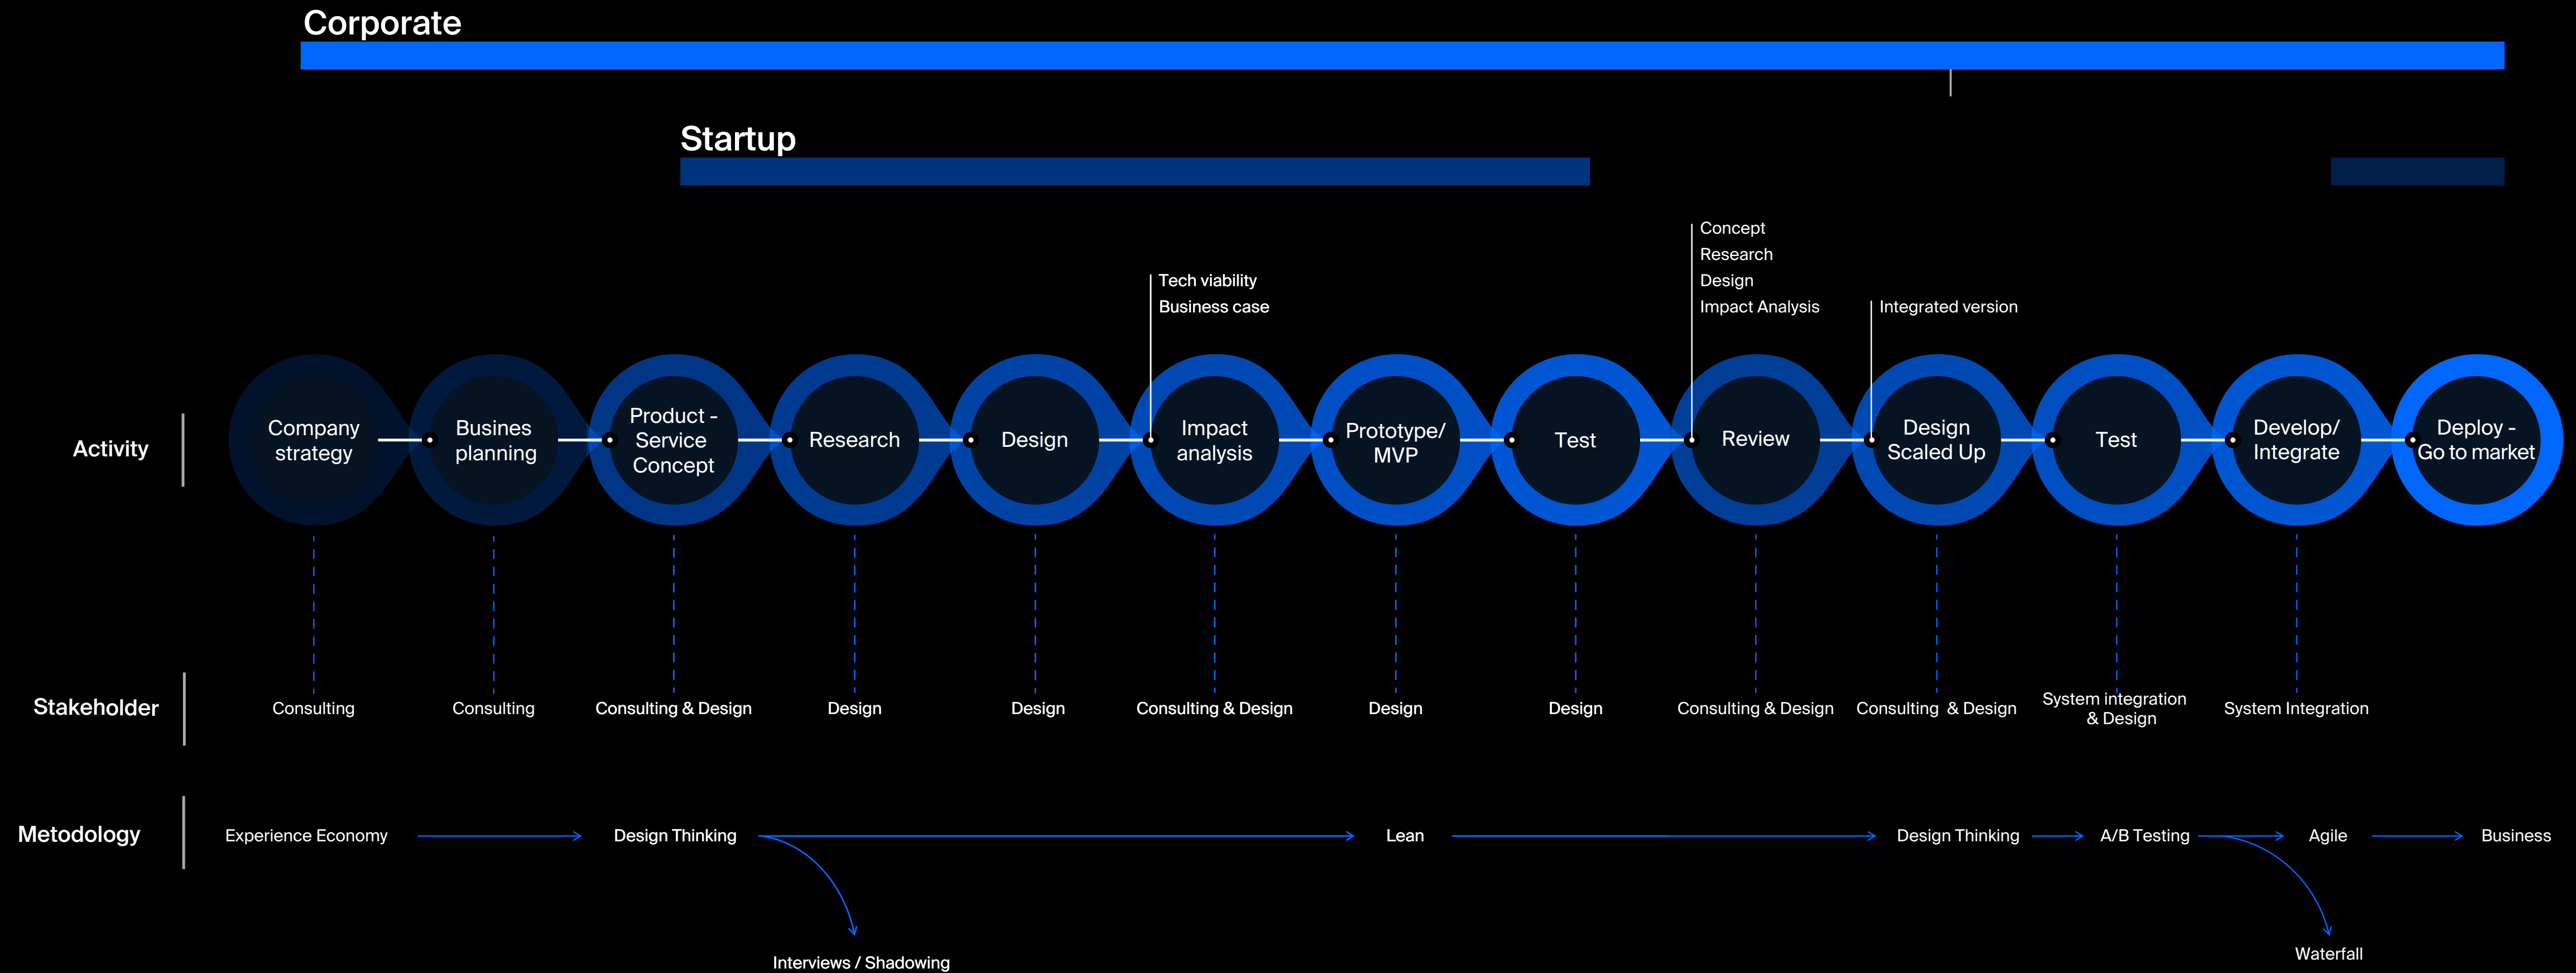 Corporate
Startup
Concept
Research
Design
Impact Analysis
Tech viability
Business case
Integrated version
Activity
Company
strategy
Busines
planning
Product -
Service
Concept
Research
Design
Impact
analysis
Prototype/
MVP
Test
Review
Design
Scaled Up
Test
Develop/
Integrate
Deploy -
Go to market
Stakeholder
Consulting
Consulting
Consulting & Design
Design
Design
Consulting & Design
Design
Design
Consulting & Design
Consulting & Design
System integration
& Design
System Integration
Metodology
Experience Economy
Design Thinking
Lean
Design Thinking
A/B Testing
Agile
Business
Interviews / Shadowing
Waterfall